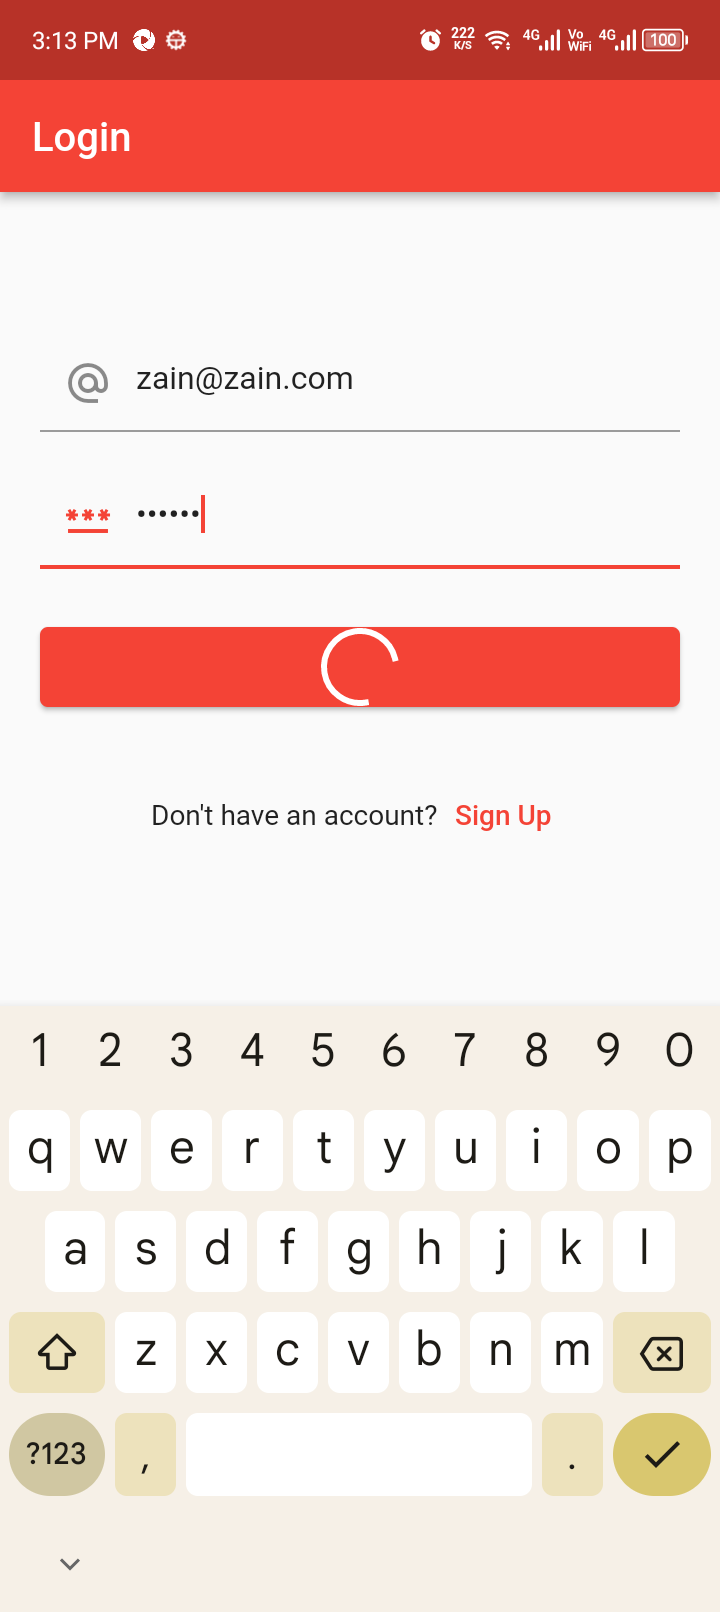 3:13 PM 222 K/S 4G Vo WiFi 4G 100
Login
zain@zain.com
*** ••••••
Don't have an account? Sign Up
1 2 3 4 5 6 7 8 9 0
q w e r t y u i o p
a s d f g h j k l
z x c v b n m
?123 , .